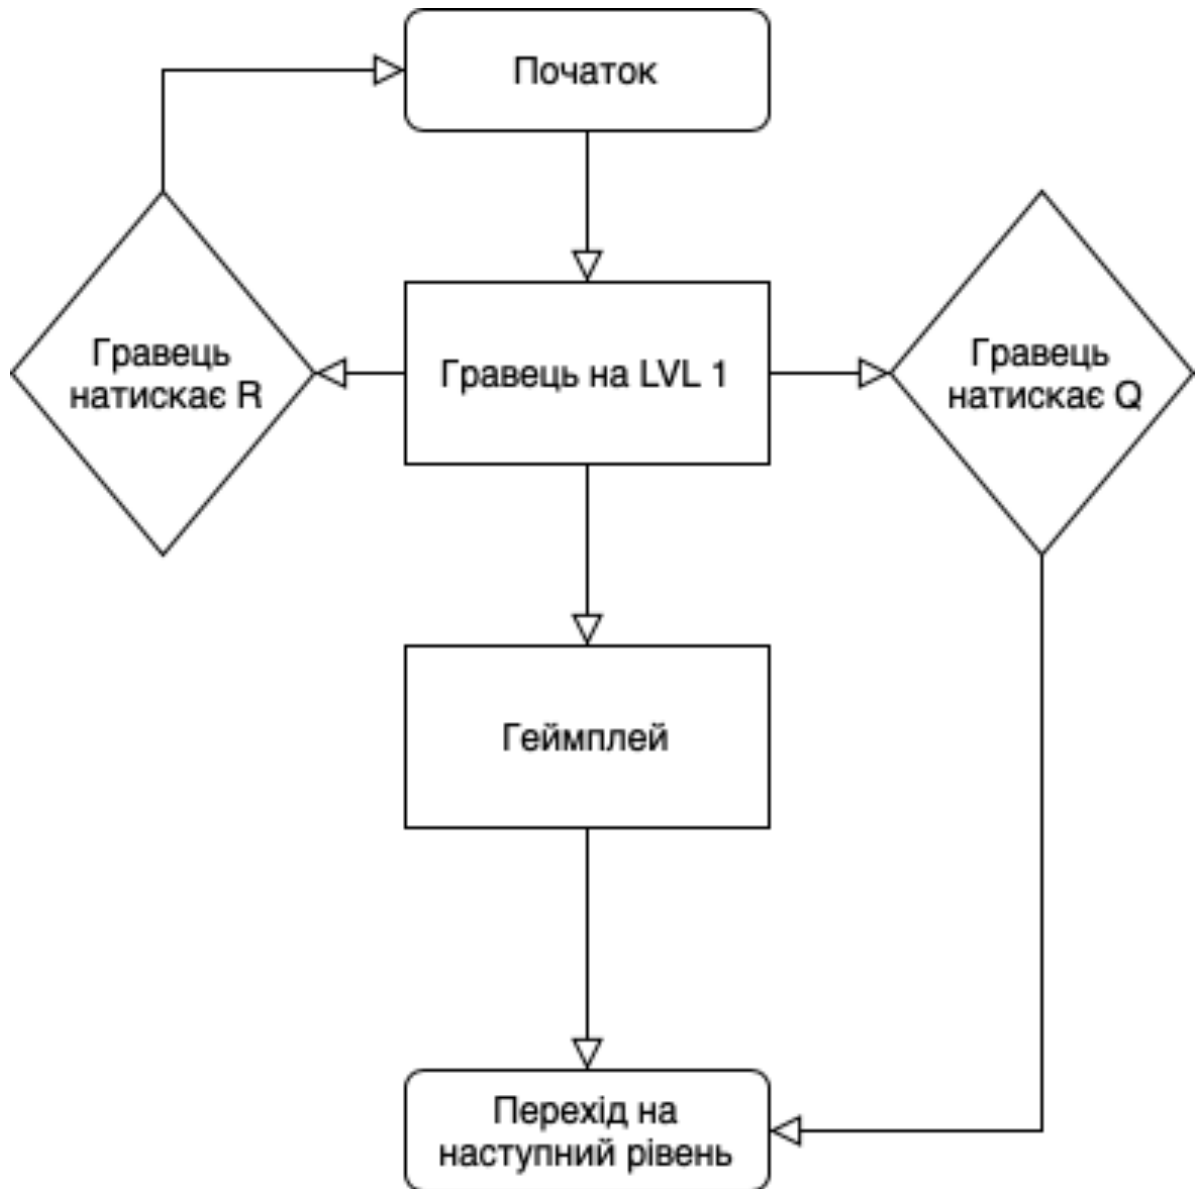 Початок
Гравець
натискає R
Гравець на LVL 1
Гравець
натискає Q
Геймплей
Перехід на
наступний рівень